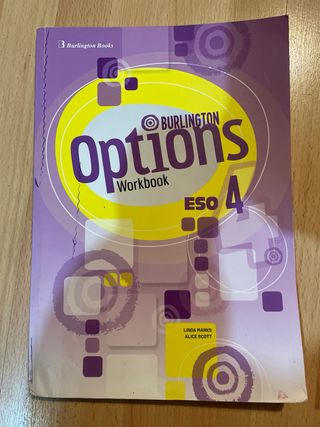 Burlington Books
BURLINGTON
Options
Workbook
ESO 4
LINDA MARKS
ALICE SCOTT